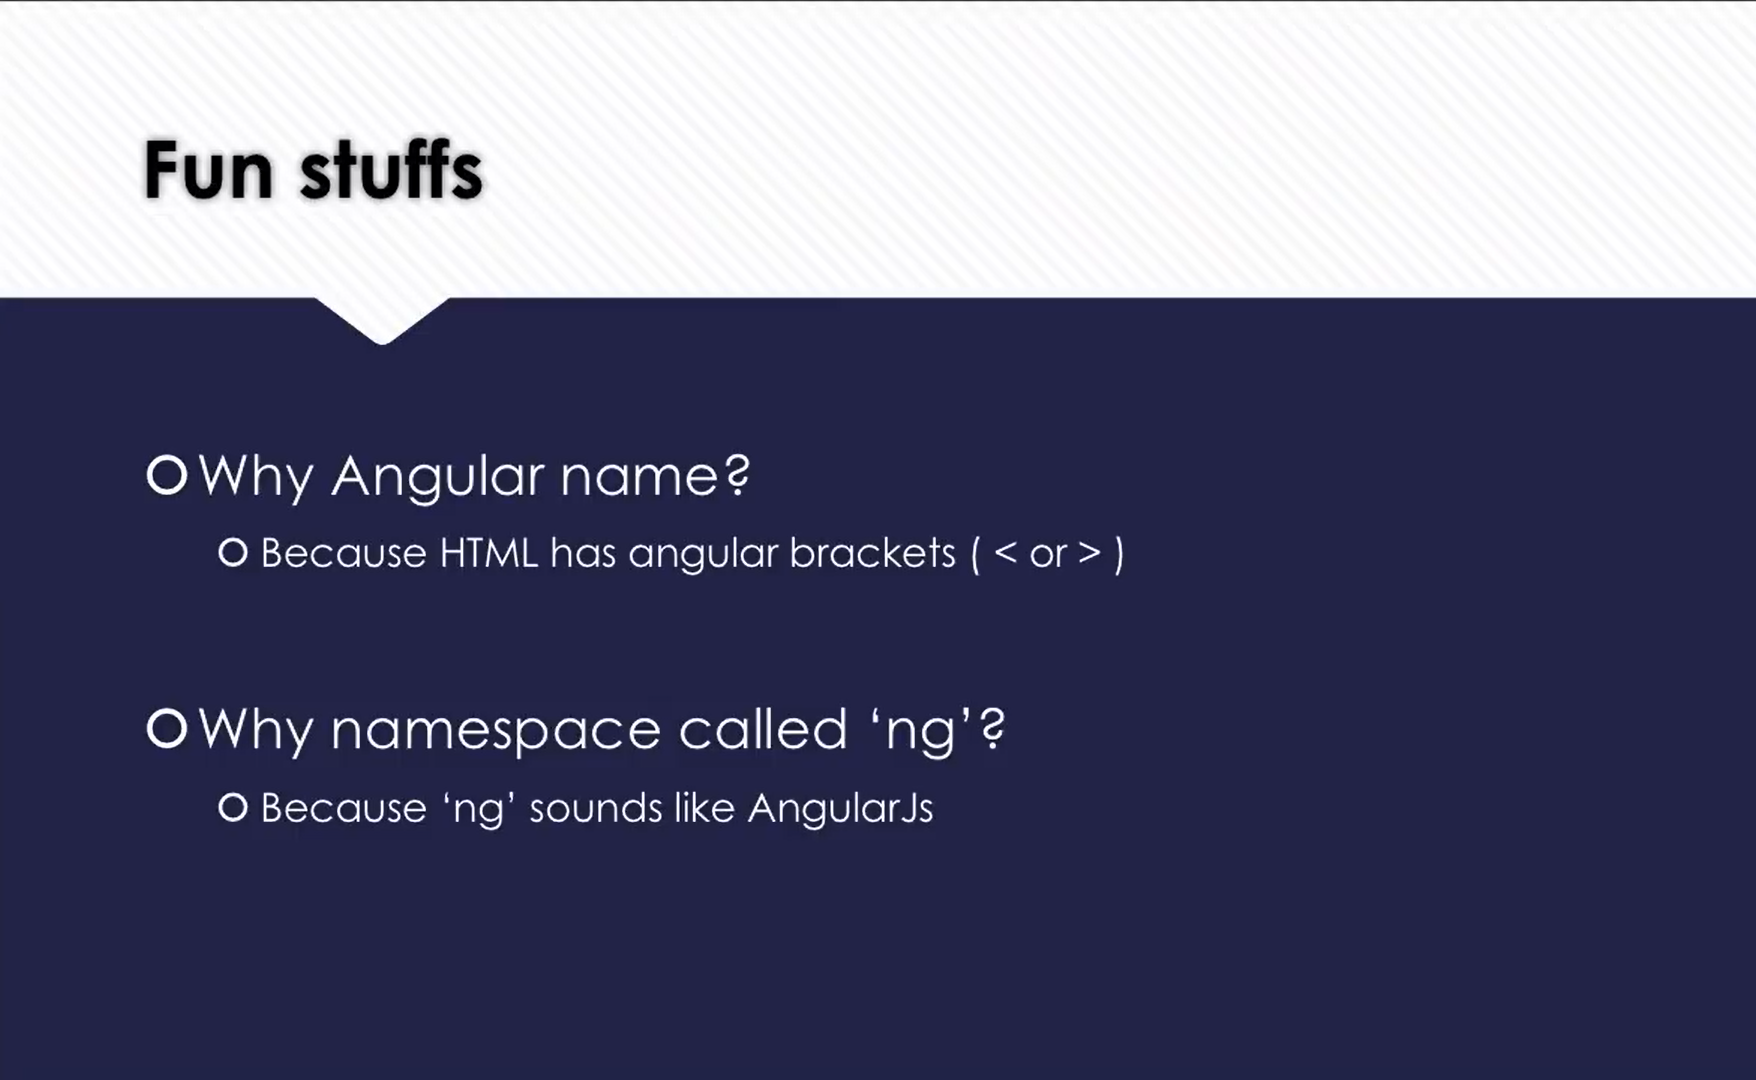 Fun stuffs
Why Angular name?
Because HTML has angular brackets ( < or > )
Why namespace called ‘ng’?
Because ‘ng’ sounds like AngularJs